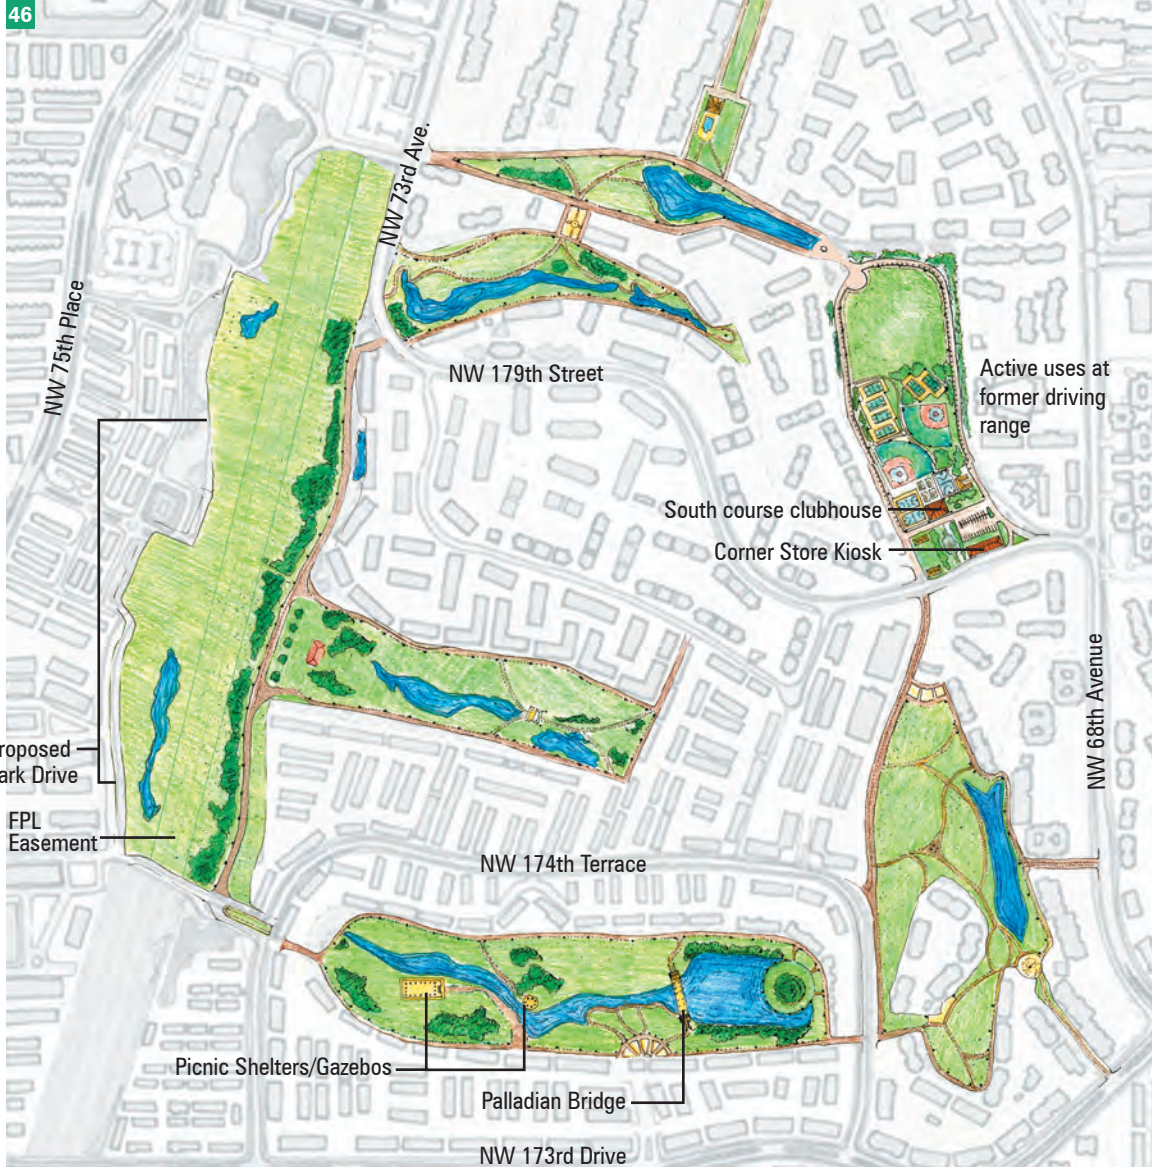 46
NW 73rd Ave.
NW 75th Place
NW 179th Street
Active uses at
former driving
range
South course clubhouse
Corner Store Kiosk
NW 68th Avenue
roposed
ark Drive
FPL
Easement
NW 174th Terrace
Picnic Shelters/Gazebos
Palladian Bridge
NW 173rd Drive